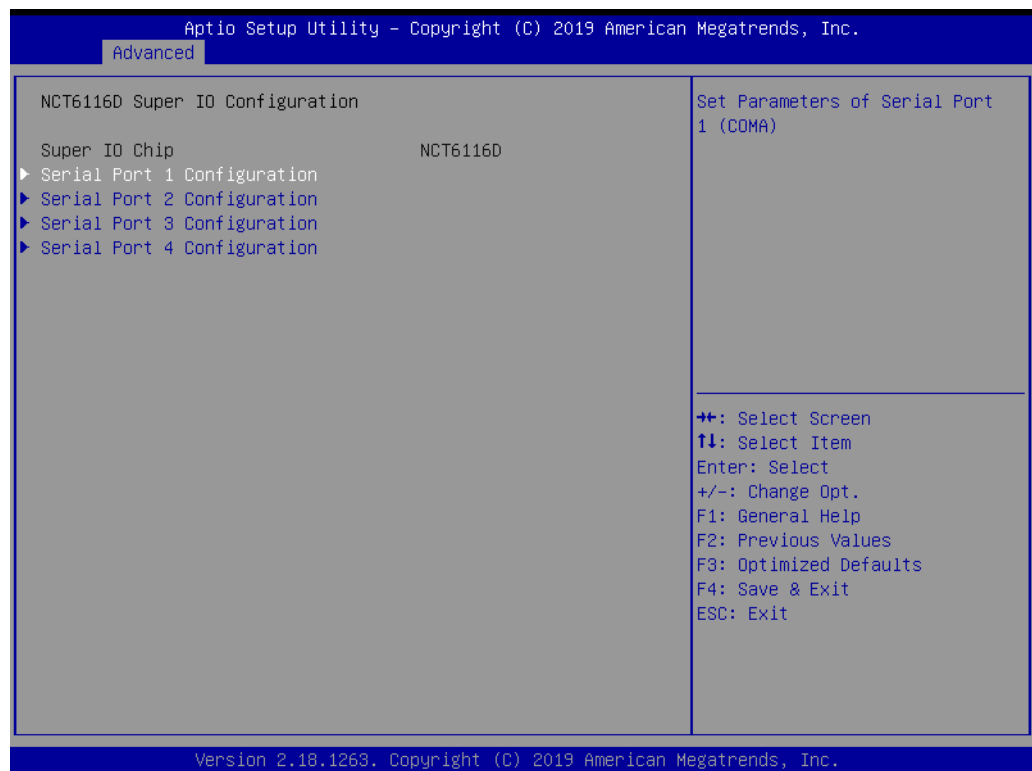 Aptio Setup Utility – Copyright (C) 2019 American Megatrends, Inc.
Advanced
NCT6116D Super IO Configuration
Super IO Chip NCT6116D
▶ Serial Port 1 Configuration
▶ Serial Port 2 Configuration
▶ Serial Port 3 Configuration
▶ Serial Port 4 Configuration
Set Parameters of Serial Port
1 (COMA)
→←: Select Screen
↑↓: Select Item
Enter: Select
+/-: Change Opt.
F1: General Help
F2: Previous Values
F3: Optimized Defaults
F4: Save & Exit
ESC: Exit
Version 2.18.1263. Copyright (C) 2019 American Megatrends, Inc.